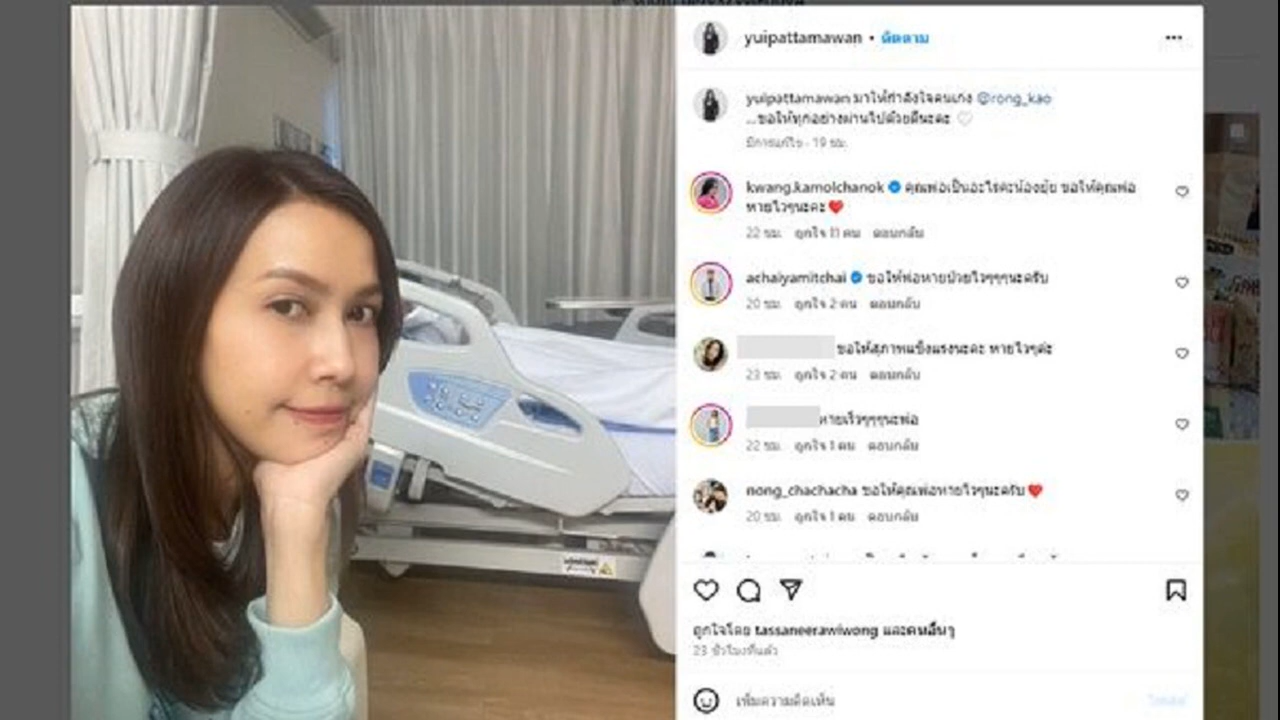 yuipattamawan • ติดตาม
yuipattamawan มาให้กำลังใจคนเก่ง @rong_kao
...ขอให้ทุกอย่างผ่านไปด้วยดีนะคะ
มีการแก้ไข · 19 ชม.
kwang.kamolchanok คุณพ่อเป็นอะไรคะน้องยุ้ย ขอให้คุณพ่อ
หายไวๆนะคะ❤️
22 ชม. ถูกใจ 11 คน ตอบกลับ
achaiyamitchai ขอให้พ่อหายป่วยไวๆๆๆนะครับ
20 ชม. ถูกใจ 2 คน ตอบกลับ
ขอให้สุภาพแข็งแรงนะคะ หายไวๆค่ะ
23 ชม. ถูกใจ 2 คน ตอบกลับ
หายเร็วๆๆๆนะพ่อ
22 ชม. ถูกใจ 1 คน ตอบกลับ
nong_chachacha ขอให้คุณพ่อหายไวๆนะครับ ❤️
20 ชม. ถูกใจ 1 คน ตอบกลับ
ถูกใจโดย tassaneerawiwong และคนอื่นๆ
23 ชั่วโมงที่แล้ว
เพิ่มความคิดเห็น
โพสต์